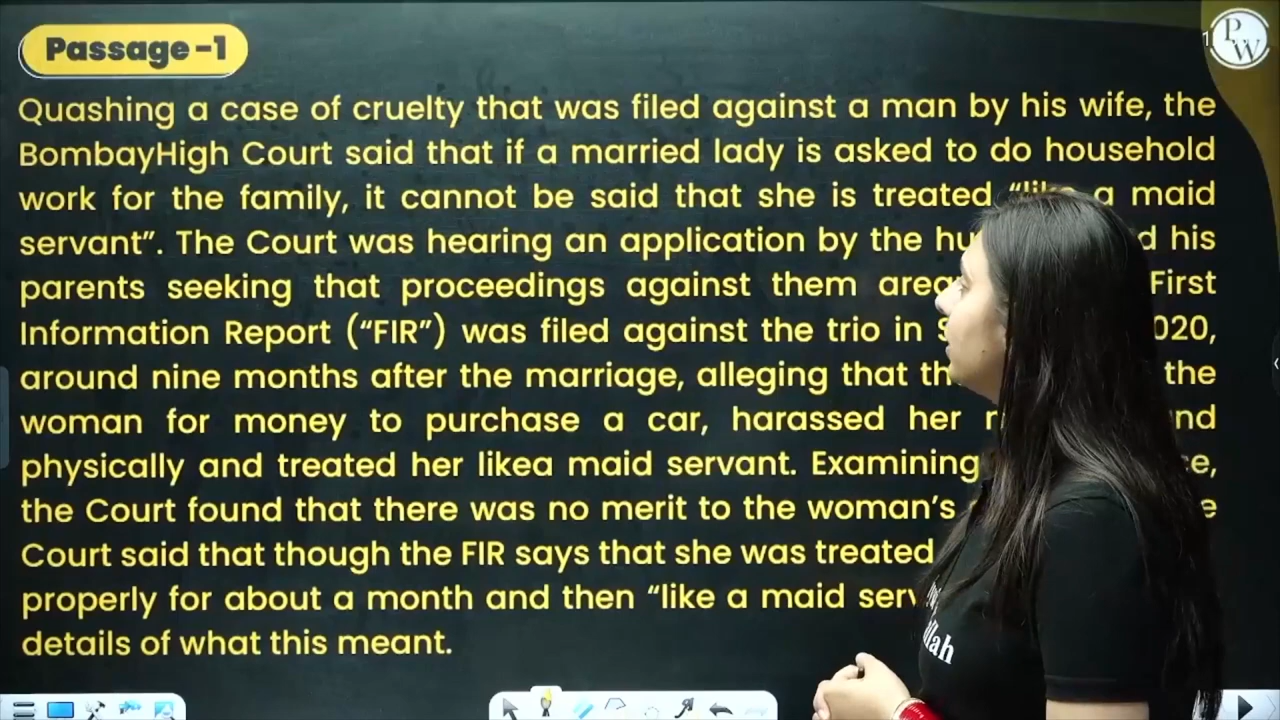 Passage -1
PW
Quashing a case of cruelty that was filed against a man by his wife, the
BombayHigh Court said that if a married lady is asked to do household
work for the family, it cannot be said that she is treated “like a maid
servant”. The Court was hearing an application by the his
parents seeking that proceedings against them First
Information Report (“FIR”) was filed against the trio in
around nine months after the marriage, alleging that the
woman for money to purchase a car, harassed her
physically and treated her likea maid servant. Examining
the Court found that there was no merit to the woman’s
Court said that though the FIR says that she was treated
properly for about a month and then “like a maid
details of what this meant.